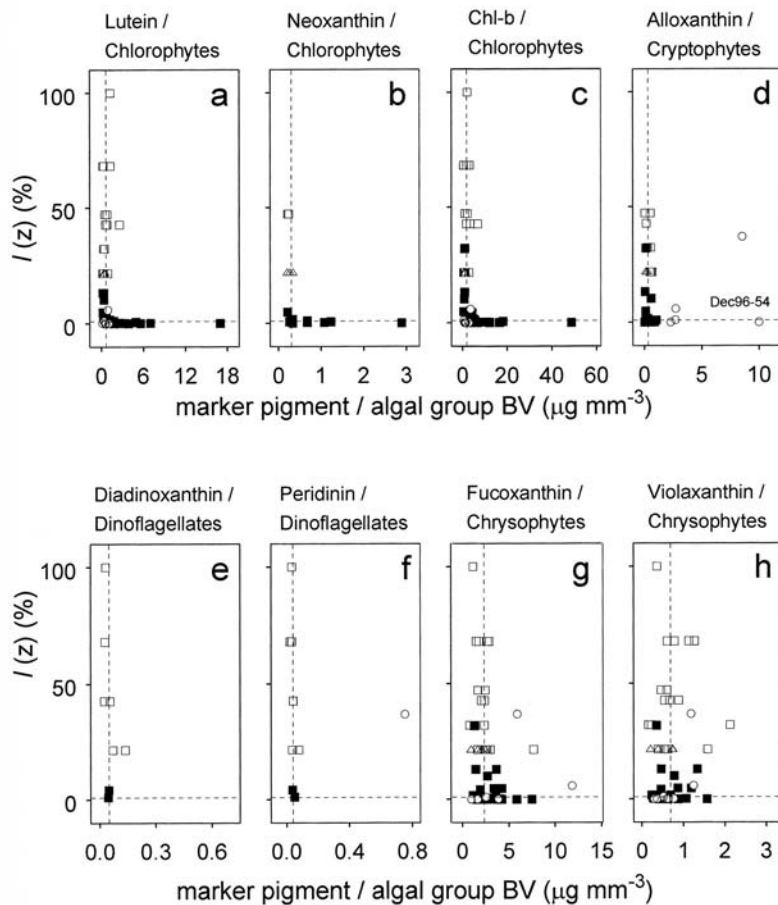 Lutein / Chlorophytes
Neoxanthin / Chlorophytes
Chl-b / Chlorophytes
Alloxanthin / Cryptophytes
a
b
c
d
I (z) (%)
100
50
0
Dec96-54
0 6 12 18
0 1 2 3
0 20 40 60
0 5 10
marker pigment / algal group BV (µg mm⁻³)
Diadinoxanthin / Dinoflagellates
Peridinin / Dinoflagellates
Fucoxanthin / Chrysophytes
Violaxanthin / Chrysophytes
e
f
g
h
I (z) (%)
100
50
0
0.0 0.4 0.8
0.0 0.4 0.8
0 5 10 15
0 1 2 3
marker pigment / algal group BV (µg mm⁻³)